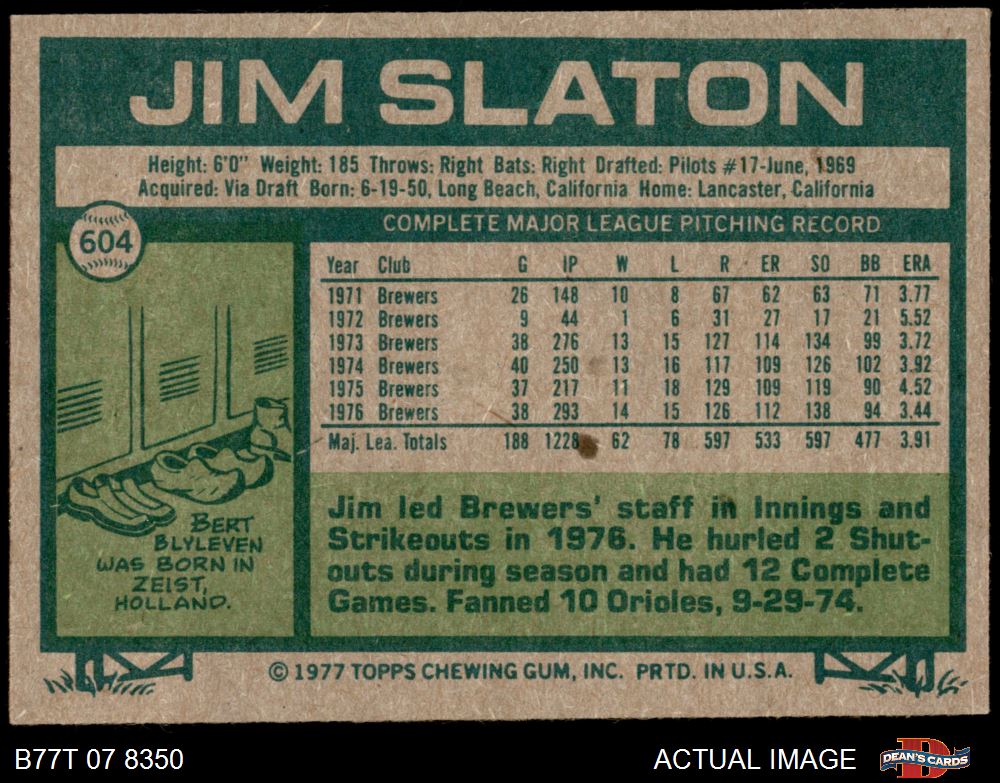 JIM SLATON
Height: 6'0" Weight: 185 Throws: Right Bats: Right Drafted: Pilots #17-June, 1969
Acquired: Via Draft Born: 6-19-50, Long Beach, California Home: Lancaster, California
604
COMPLETE MAJOR LEAGUE PITCHING RECORD
Year Club G IP W L R ER SO BB ERA
1971 Brewers 26 148 10 8 67 62 63 71 3.77
1972 Brewers 9 44 1 6 31 27 17 21 5.52
1973 Brewers 38 276 13 15 127 114 134 99 3.72
1974 Brewers 40 250 13 16 117 109 126 102 3.92
1975 Brewers 37 217 11 18 129 109 119 90 4.52
1976 Brewers 38 293 14 15 126 112 138 94 3.44
Maj. Lea. Totals 188 1228 62 78 597 533 597 477 3.91
BERT
BLYLEVEN
WAS BORN IN
ZEIST,
HOLLAND.
Jim led Brewers' staff in Innings and
Strikeouts in 1976. He hurled 2 Shut-
outs during season and had 12 Complete
Games. Fanned 10 Orioles, 9-29-74.
© 1977 TOPPS CHEWING GUM, INC. PRTD. IN U.S.A.
B77T 07 8350
ACTUAL IMAGE
DEAN'S CARDS